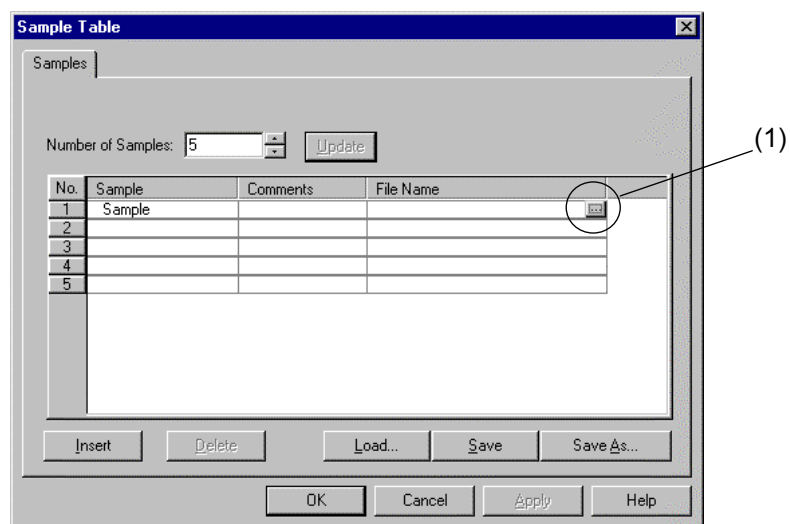 Sample Table
Samples
Number of Samples: 5 Update
(1)
No. Sample Comments File Name
1 Sample ...
2
3
4
5
Insert Delete Load... Save Save As...
OK Cancel Apply Help